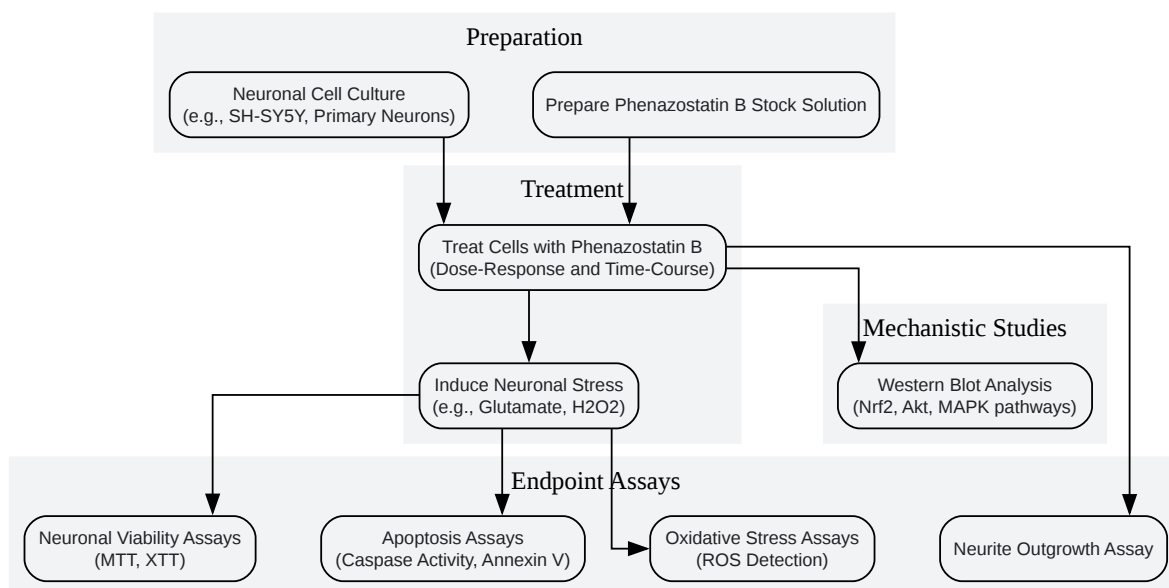 Preparation
Neuronal Cell Culture
(e.g., SH-SY5Y, Primary Neurons)
Prepare Phenazostatin B Stock Solution
Treatment
Treat Cells with Phenazostatin B
(Dose-Response and Time-Course)
Mechanistic Studies
Induce Neuronal Stress
(e.g., Glutamate, H2O2)
Western Blot Analysis
(Nrf2, Akt, MAPK pathways)
Endpoint Assays
Neuronal Viability Assays
(MTT, XTT)
Apoptosis Assays
(Caspase Activity, Annexin V)
Oxidative Stress Assays
(ROS Detection)
Neurite Outgrowth Assay